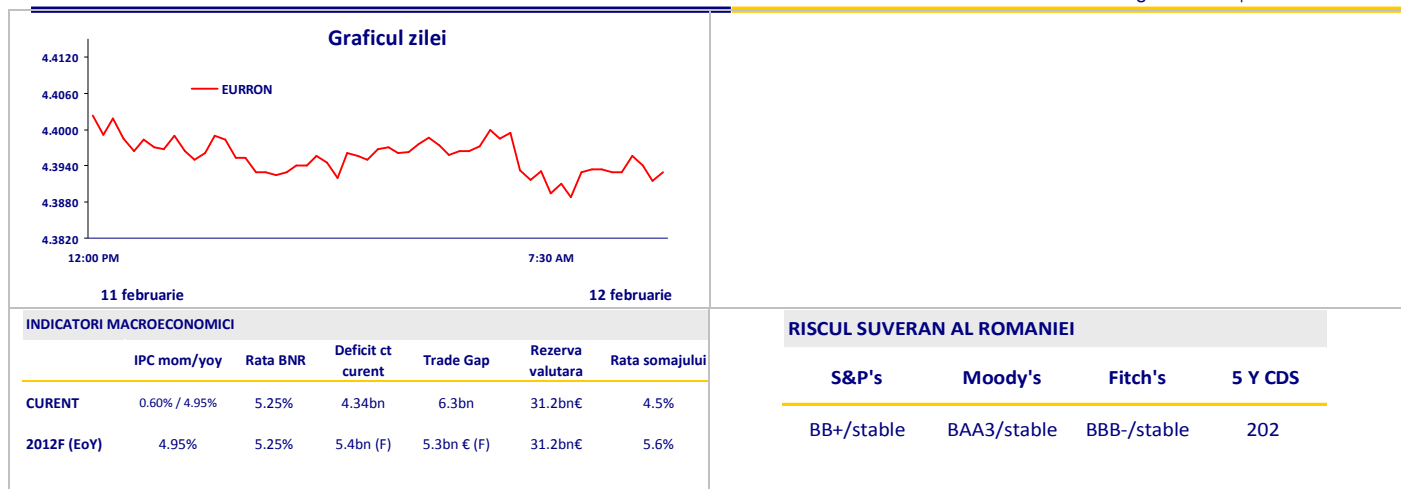 Graficul zilei
4.4120
4.4060
4.4000
3.3940
4.3880
4.3820
EURRON
12:00 PM
7:30 AM
11 februarie
12 februarie
INDICATORI MACROECONOMICI
IPC mom/yoy Rata BNR Deficit ct curent Trade Gap Rezerva valutara Rata somajului
CURENT 0.60% / 4.95% 5.25% 4.34bn 6.3bn 31.2bn€ 4.5%
2012F (EoY) 4.95% 5.25% 5.4bn (F) 5.3bn € (F) 31.2bn€ 5.6%
RISCUL SUVERAN AL ROMANIEI
S&P's Moody's Fitch's 5 Y CDS
BB+/stable BAA3/stable BBB-/stable 202